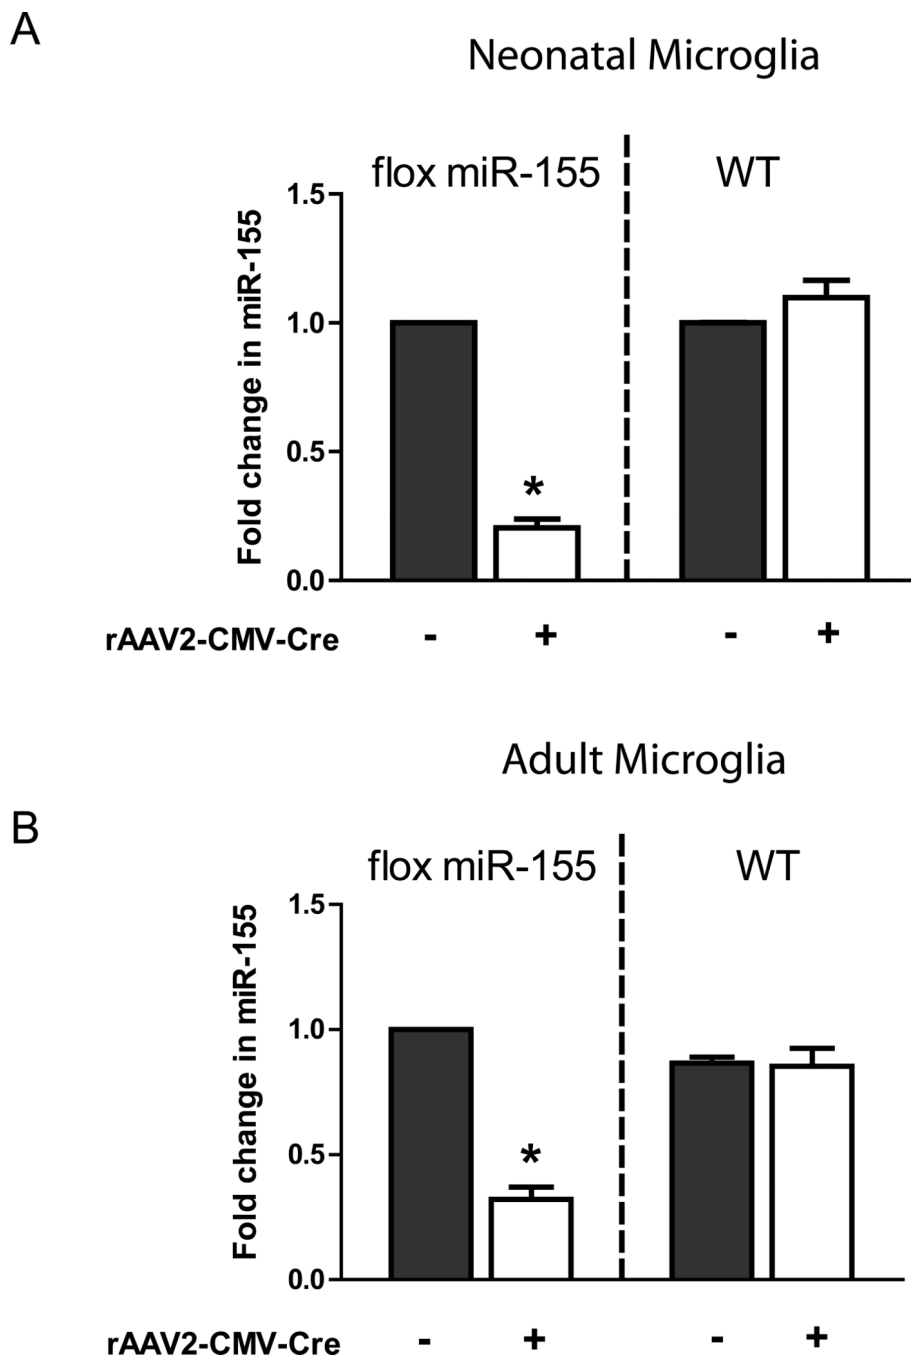 A
Neonatal Microglia
flox miR-155
WT
Fold change in miR-155
1.5
1.0
0.5
0.0
*
rAAV2-CMV-Cre - + - +
Adult Microglia
B
flox miR-155
WT
Fold change in miR-155
1.5
1.0
0.5
0.0
*
rAAV2-CMV-Cre - + - +